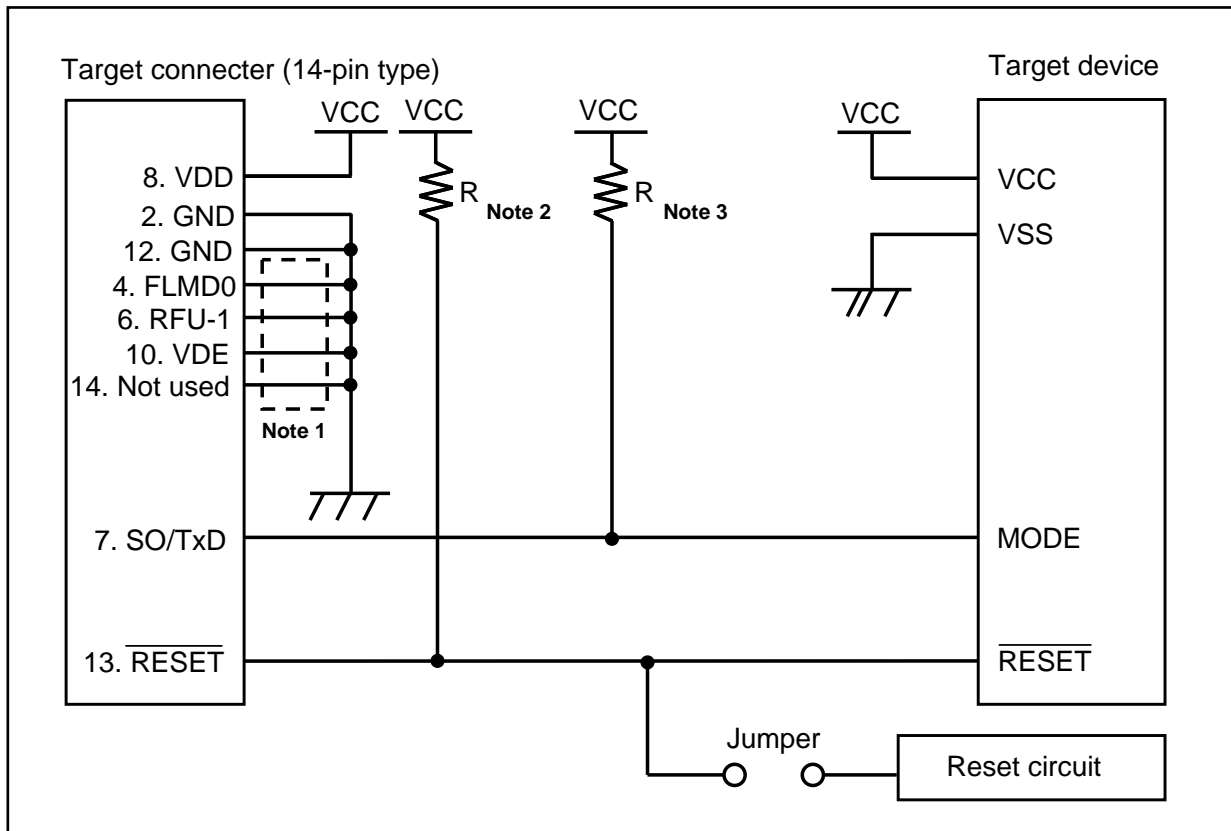 Target connecter (14-pin type)
Target device
VCC
VCC
VCC
VCC
8. VDD
R
Note 2
R
Note 3
VCC
2. GND
VSS
12. GND
4. FLMD0
6. RFU-1
10. VDE
14. Not used
Note 1
7. SO/TxD
MODE
13. RESET
RESET
Jumper
Reset circuit